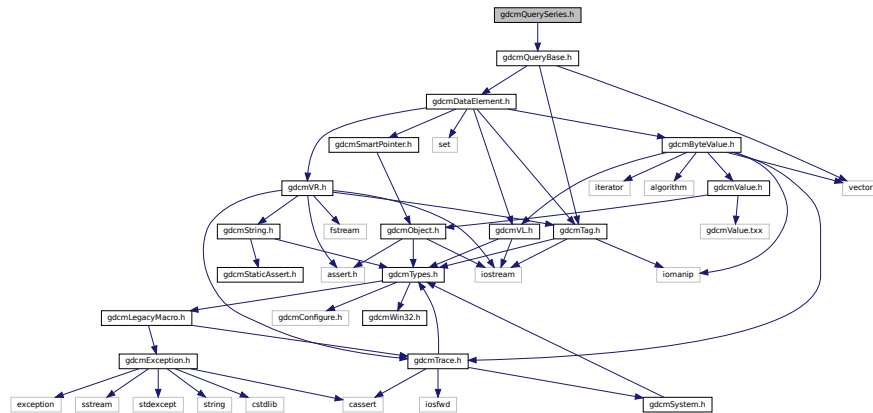 gdcmQuerySeries.h
gdcmQueryBase.h
gdcmDataElement.h
gdcmSmartPointer.h
set
gdcmByteValue.h
gdcmVR.h
iterator
algorithm
gdcmValue.h
vector
gdcmString.h
fstream
gdcmObject.h
gdcmVL.h
gdcmTag.h
gdcmValue.txx
gdcmStaticAssert.h
assert.h
gdcmTypes.h
iostream
iomanip
gdcmLegacyMacro.h
gdcmConfigure.h
gdcmWin32.h
gdcmException.h
gdcmTrace.h
exception
sstream
stdexcept
string
cstdlib
cassert
iosfwd
gdcmSystem.h